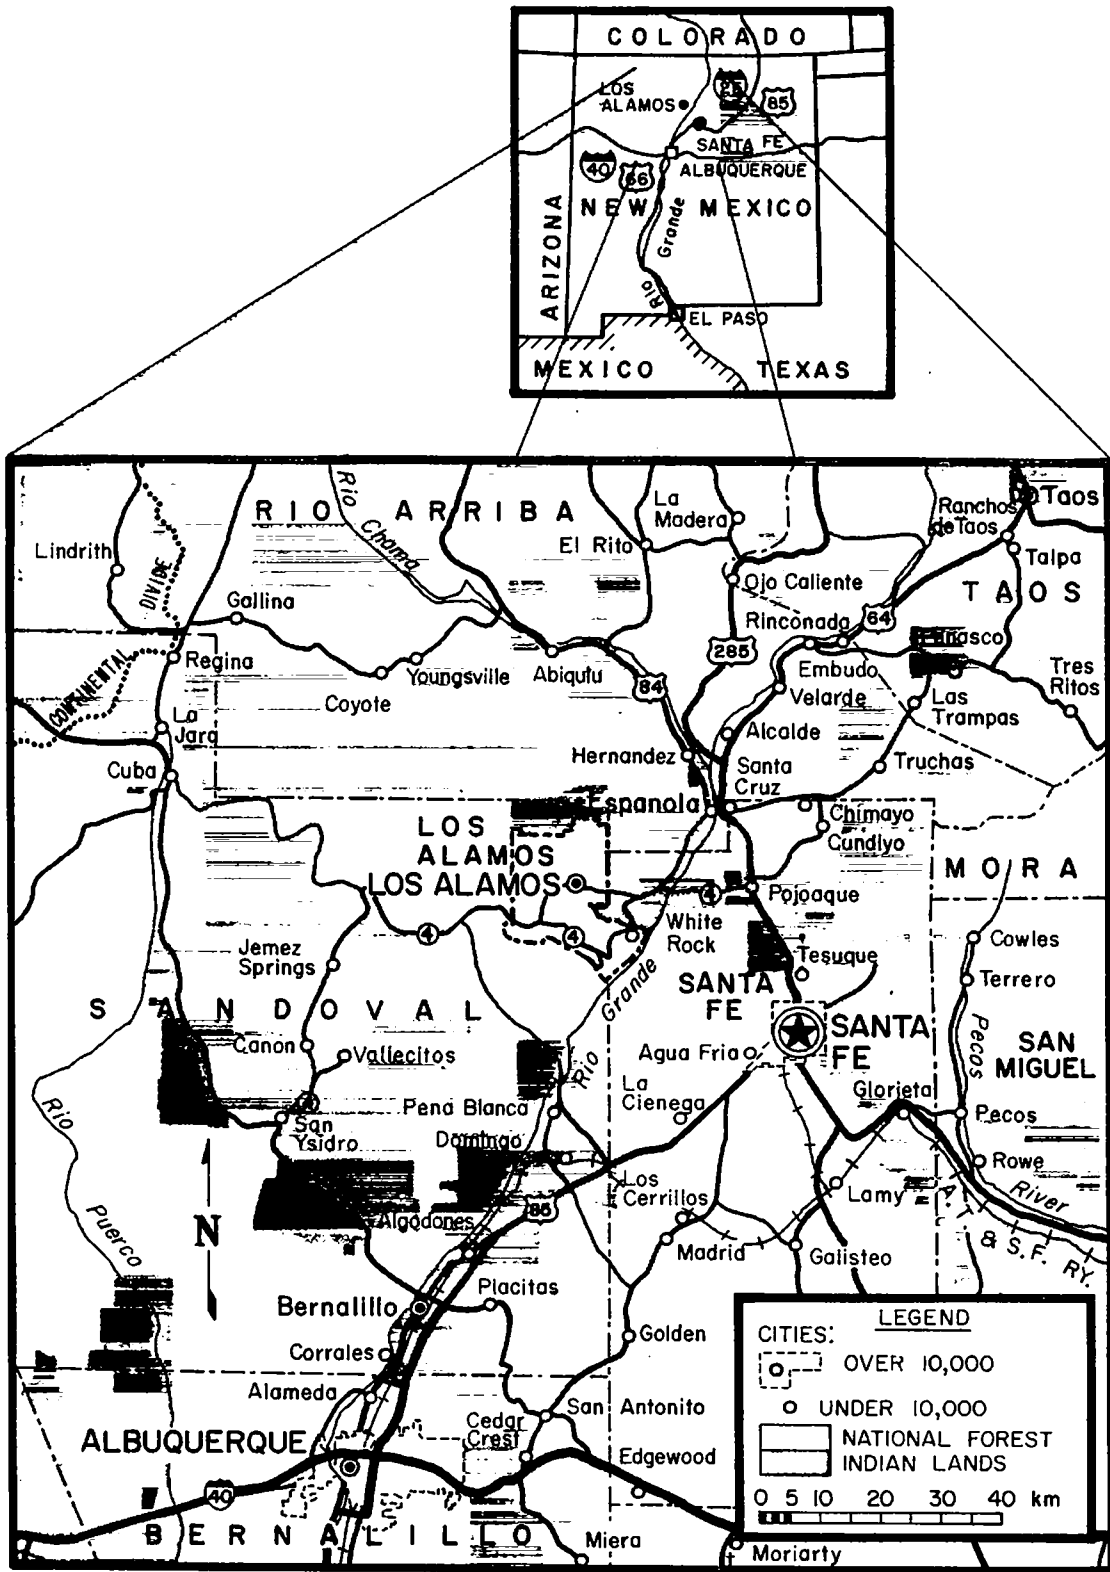 COLORADO
LOS
ALAMOS
25
85
SANTA FE
40
66
ALBUQUERQUE
NEW MEXICO
ARIZONA
Rio Grande
EL PASO
MEXICO
TEXAS
RIO ARRIBA
Rio Chama
La
Madera
Ranchos
de Taos
Taos
Lindrith
El Rito
Talpa
DIVIDE
CONTINENTAL
Ojo Caliente
TAOS
Gallina
Rinconada
64
Penasco
Regina
Youngsville
Abiquiu
285
Embudo
Tres
Ritos
Coyote
84
Velarde
Las
Trampas
La
Jara
Alcalde
Hernandez
Santa
Cruz
Truchas
Cuba
Espanola
Chimayo
Cundiyo
LOS
ALAMOS
LOS ALAMOS
MORA
4
Pojoaque
4
4
White
Rock
Cowles
Jemez
Springs
Tesuque
Terrero
SANTA
FE
Rio Grande
SANDOVAL
SANTA
FE
Pecos
SAN
MIGUEL
Canon
Vallecitos
Agua Fria
La
Cienega
Glorieta
Rio
Pena Blanca
Pecos
San
Ysidro
Domingo
Rowe
Los
Cerrillos
Lamy
River
Puerco
N
Algodones
85
A. T. & S.F. RY.
Madrid
Galisteo
Placitas
Bernalillo
Golden
Corrales
Alameda
San Antonito
Cedar
Crest
ALBUQUERQUE
Edgewood
40
BERNALILLO
Miera
Moriarty
LEGEND
CITIES:
OVER 10,000
UNDER 10,000
NATIONAL FOREST
INDIAN LANDS
0 5 10 20 30 40 km